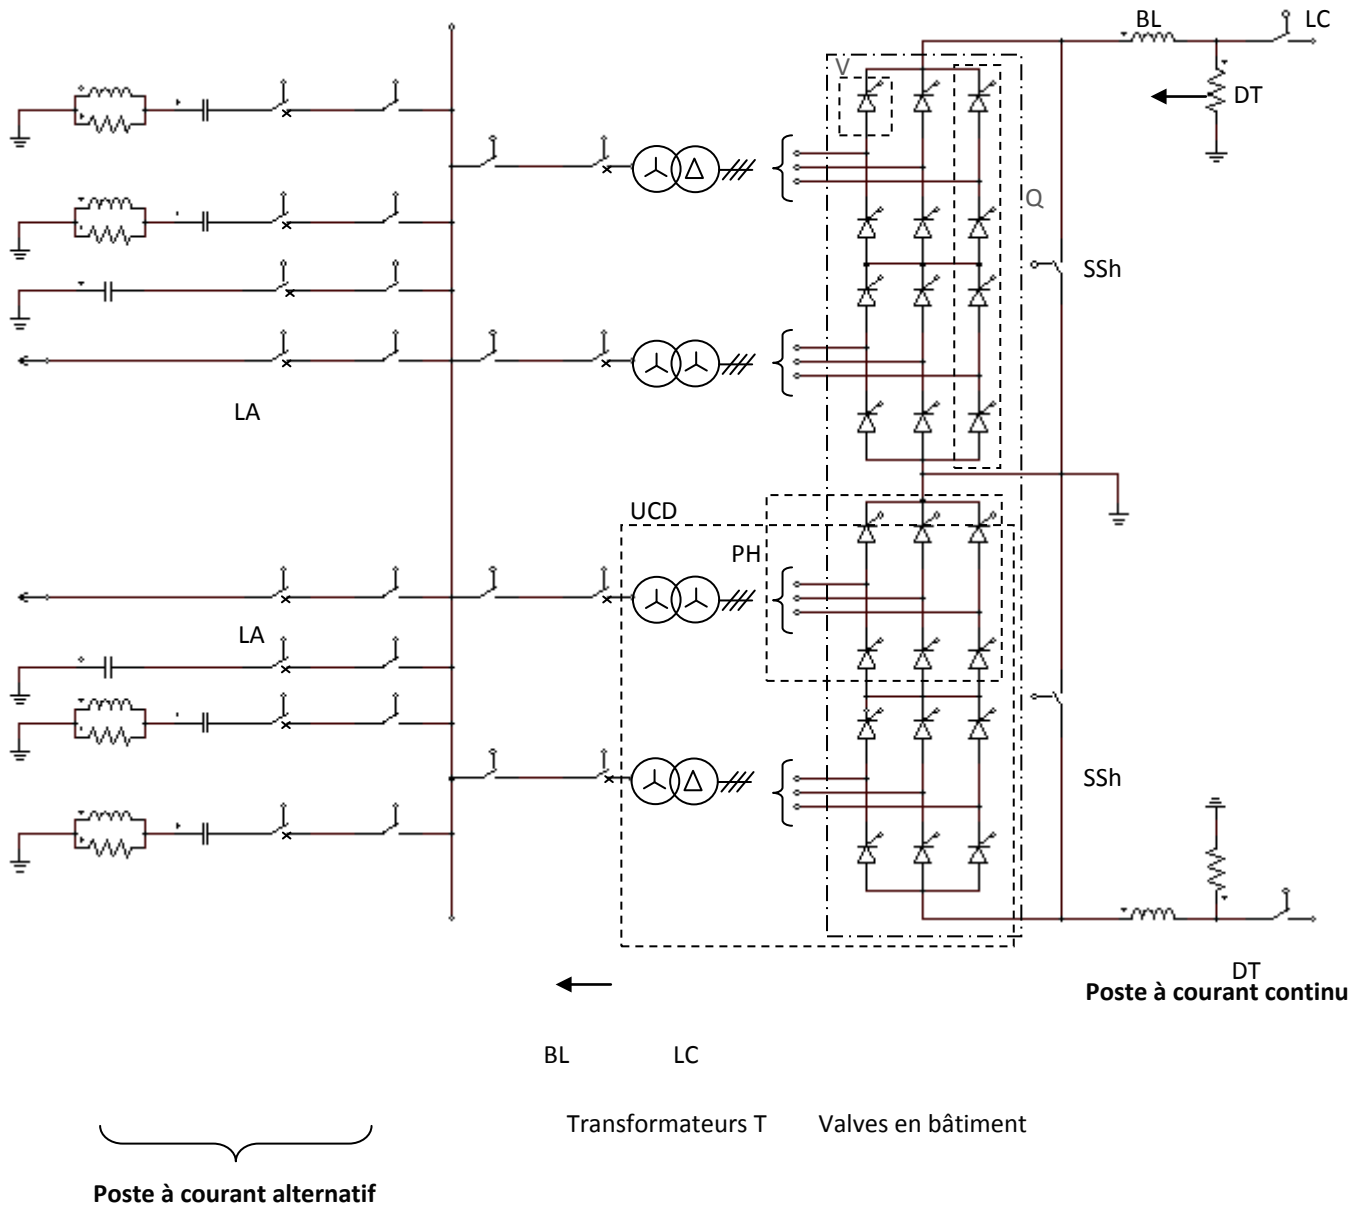 BL
LC
V
DT
Q
SSh
LA
UCD
PH
LA
SSh
DT
Poste à courant continu
BL
LC
Transformateurs T
Valves en bâtiment
Poste à courant alternatif